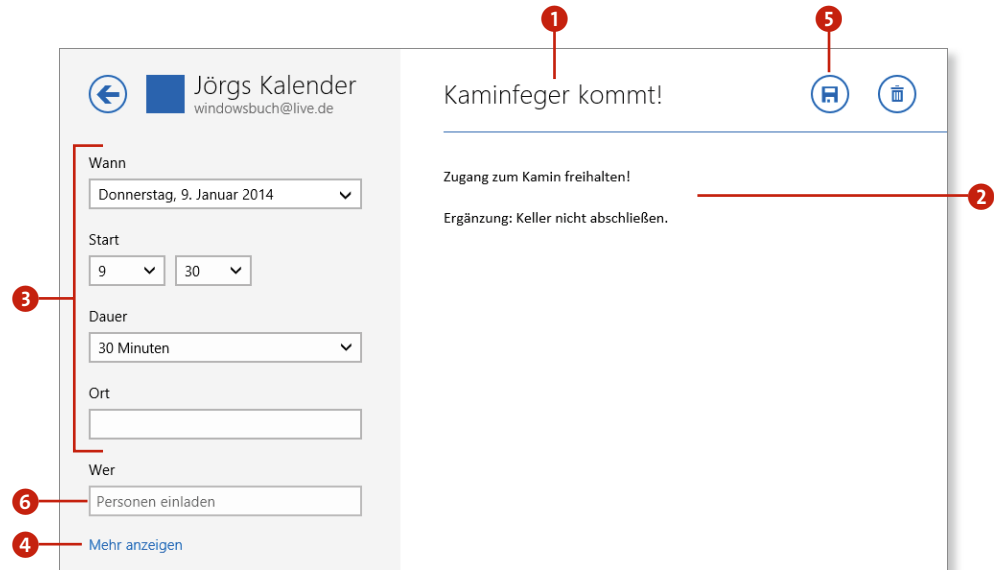 1
5
Jörgs Kalender
windowsbuch@live.de
Kaminfeger kommt!
Wann
Donnerstag, 9. Januar 2014
Zugang zum Kamin freihalten!
2
Ergänzung: Keller nicht abschließen.
Start
9
30
3
Dauer
30 Minuten
Ort
Wer
6
Personen einladen
4
Mehr anzeigen